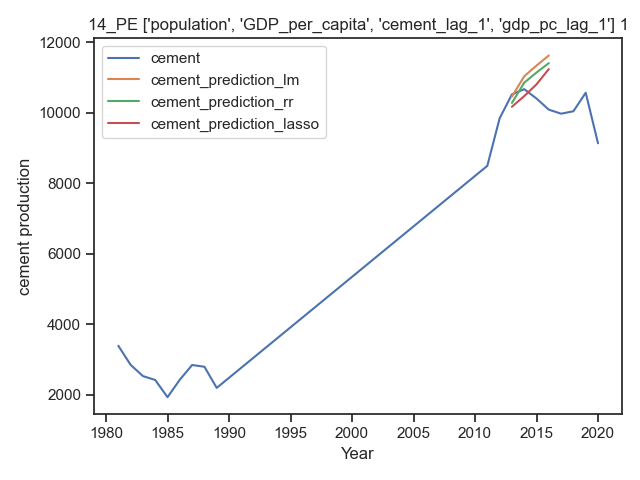 14_PE ['population', 'GDP_per_capita', 'cement_lag_1', 'gdp_pc_lag_1'] 1
12000
10000
8000
6000
4000
2000
cement production
cement
cement_prediction_lm
cement_prediction_rr
cement_prediction_lasso
1980 1985 1990 1995 2000 2005 2010 2015 2020
Year